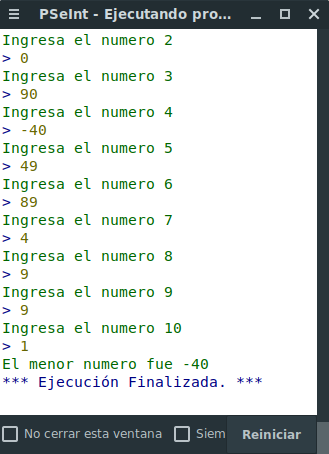 PSeInt - Ejecutando pro...
Ingresa el numero 2
> 0
Ingresa el numero 3
> 90
Ingresa el numero 4
> -40
Ingresa el numero 5
> 49
Ingresa el numero 6
> 89
Ingresa el numero 7
> 4
Ingresa el numero 8
> 9
Ingresa el numero 9
> 9
Ingresa el numero 10
> 1
El menor numero fue -40
*** Ejecución Finalizada. ***
No cerrar esta ventana Siem Reiniciar